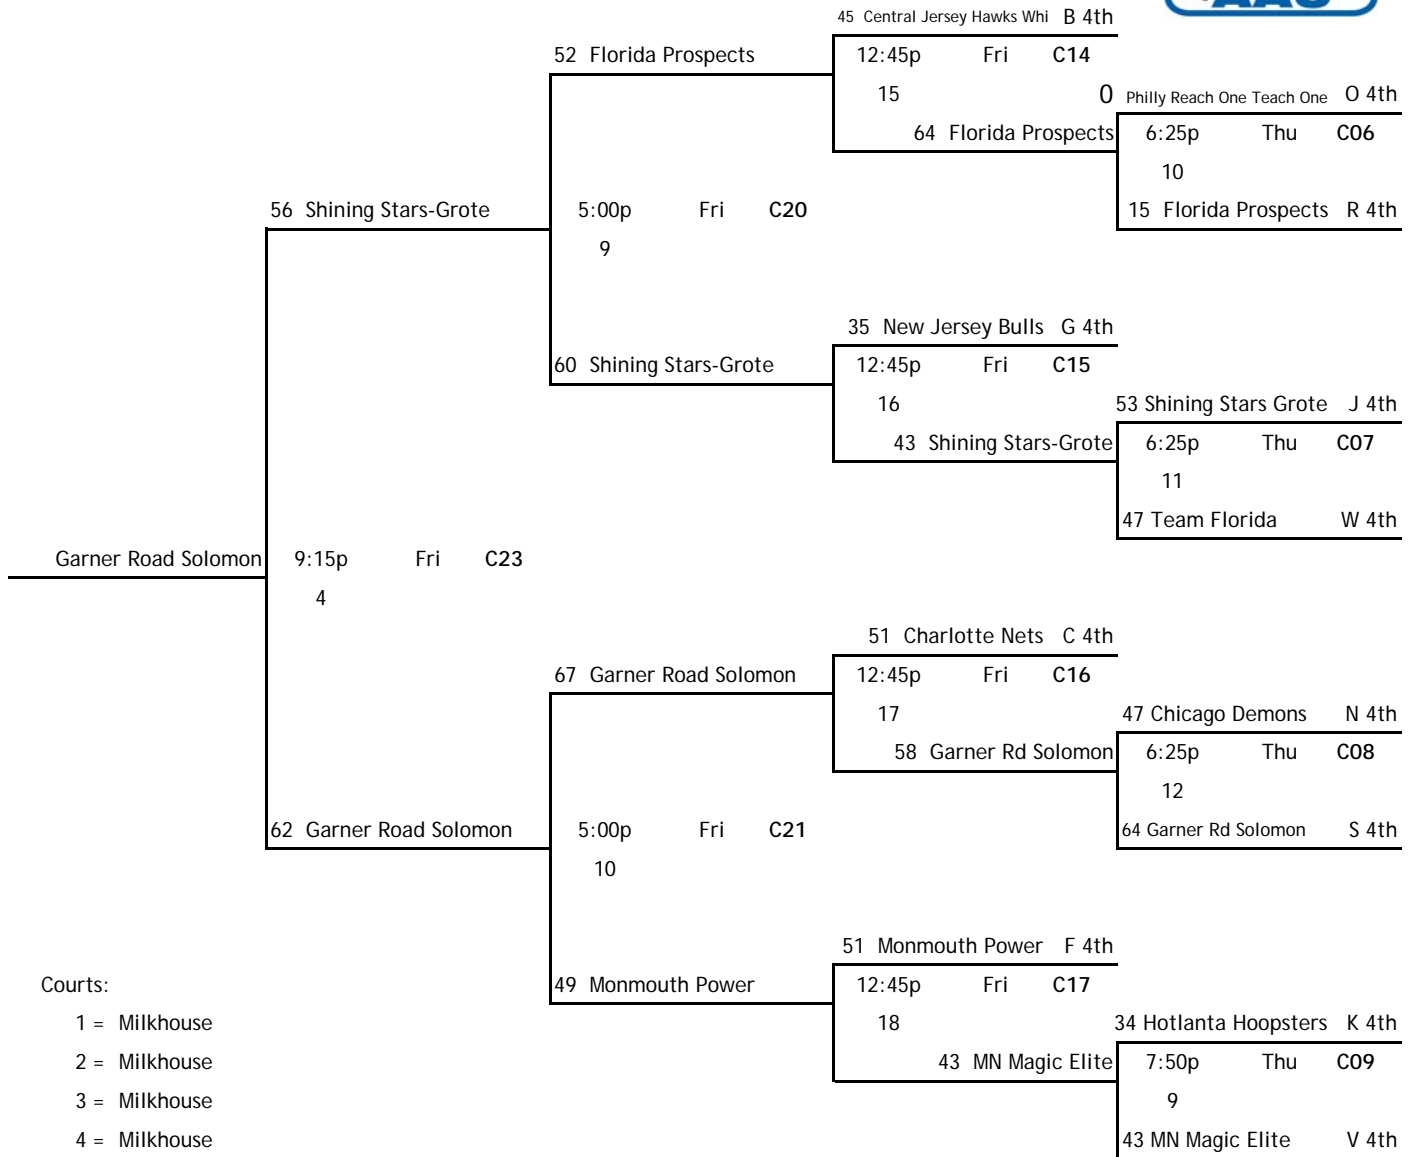 45 Central Jersey Hawks Whi B 4th
52 Florida Prospects 12:45p Fri C14
15 0 Philly Reach One Teach One O 4th
64 Florida Prospects 6:25p Thu C06
10
56 Shining Stars-Grote 5:00p Fri C20 15 Florida Prospects R 4th
9
35 New Jersey Bulls G 4th
60 Shining Stars-Grote 12:45p Fri C15
16 53 Shining Stars Grote J 4th
43 Shining Stars-Grote 6:25p Thu C07
11
47 Team Florida W 4th
Garner Road Solomon 9:15p Fri C23
4
51 Charlotte Nets C 4th
67 Garner Road Solomon 12:45p Fri C16
17 47 Chicago Demons N 4th
58 Garner Rd Solomon 6:25p Thu C08
12
62 Garner Road Solomon 5:00p Fri C21 64 Garner Rd Solomon S 4th
10
51 Monmouth Power F 4th
Courts: 49 Monmouth Power 12:45p Fri C17
1 = Milkhouse 18 34 Hotlanta Hoopsters K 4th
2 = Milkhouse 43 MN Magic Elite 7:50p Thu C09
3 = Milkhouse 9
4 = Milkhouse 43 MN Magic Elite V 4th